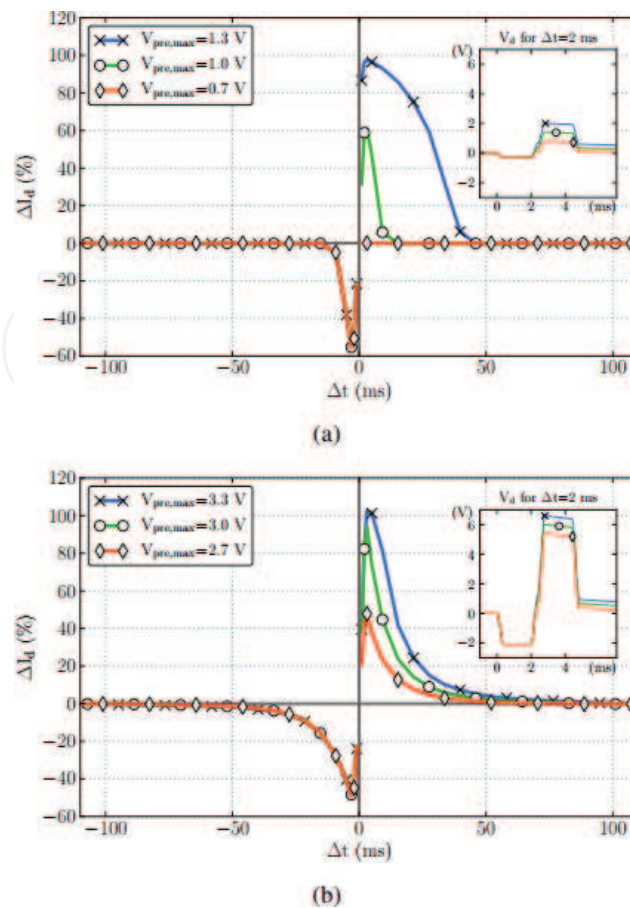 V_pre,max=1.3 V
V_pre,max=1.0 V
V_pre,max=0.7 V
V_d for Δt=2 ms
(V)
6
4
2
0
−2
0 2 4 (ms)
120
100
80
60
40
20
0
−20
−40
−60
ΔI_d (%)
−100 −50 0 50 100
Δt (ms)
(a)
V_pre,max=3.3 V
V_pre,max=3.0 V
V_pre,max=2.7 V
V_d for Δt=2 ms
(V)
6
4
2
0
−2
0 2 4 (ms)
120
100
80
60
40
20
0
−20
−40
−60
ΔI_d (%)
−100 −50 0 50 100
Δt (ms)
(b)